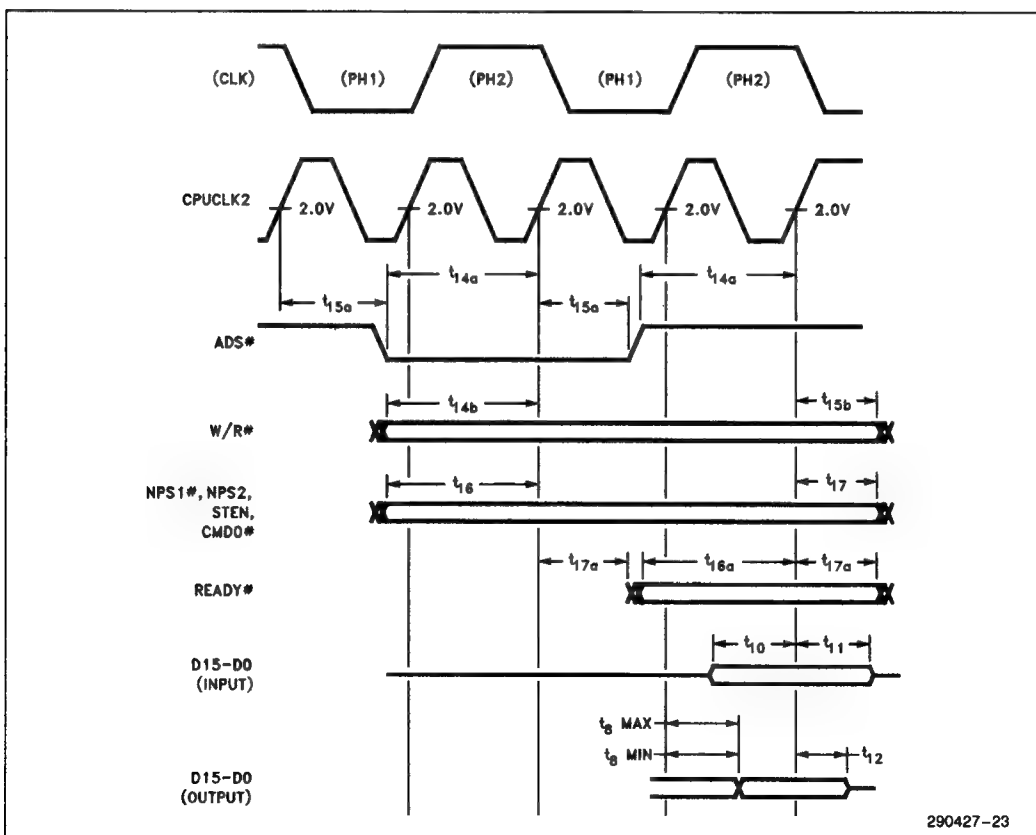 (CLK) (PH1) (PH2) (PH1) (PH2)
CPUCLK2 2.0V 2.0V 2.0V 2.0V 2.0V
t14a t14a
t15a t15a
ADS#
t14b t15b
W/R#
t16 t17
NPS1#, NPS2,
STEN,
CMD0#
t17a t16a t17a
READY#
t10 t11
D15-D0
(INPUT)
t8 MAX
t8 MIN t12
D15-D0
(OUTPUT)
290427-23